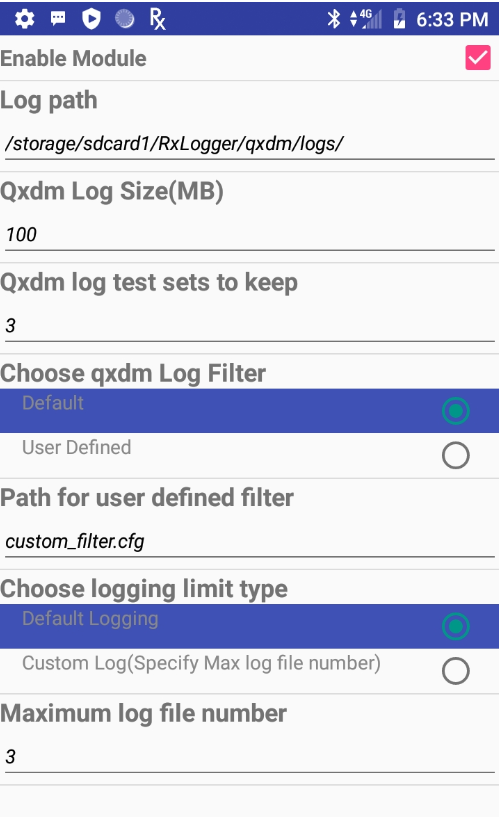 4G 6:33 PM
Enable Module
Log path
/storage/sdcard1/RxLogger/qxdm/logs/
Qxdm Log Size(MB)
100
Qxdm log test sets to keep
3
Choose qxdm Log Filter
Default
User Defined
Path for user defined filter
custom_filter.cfg
Choose logging limit type
Default Logging
Custom Log(Specify Max log file number)
Maximum log file number
3